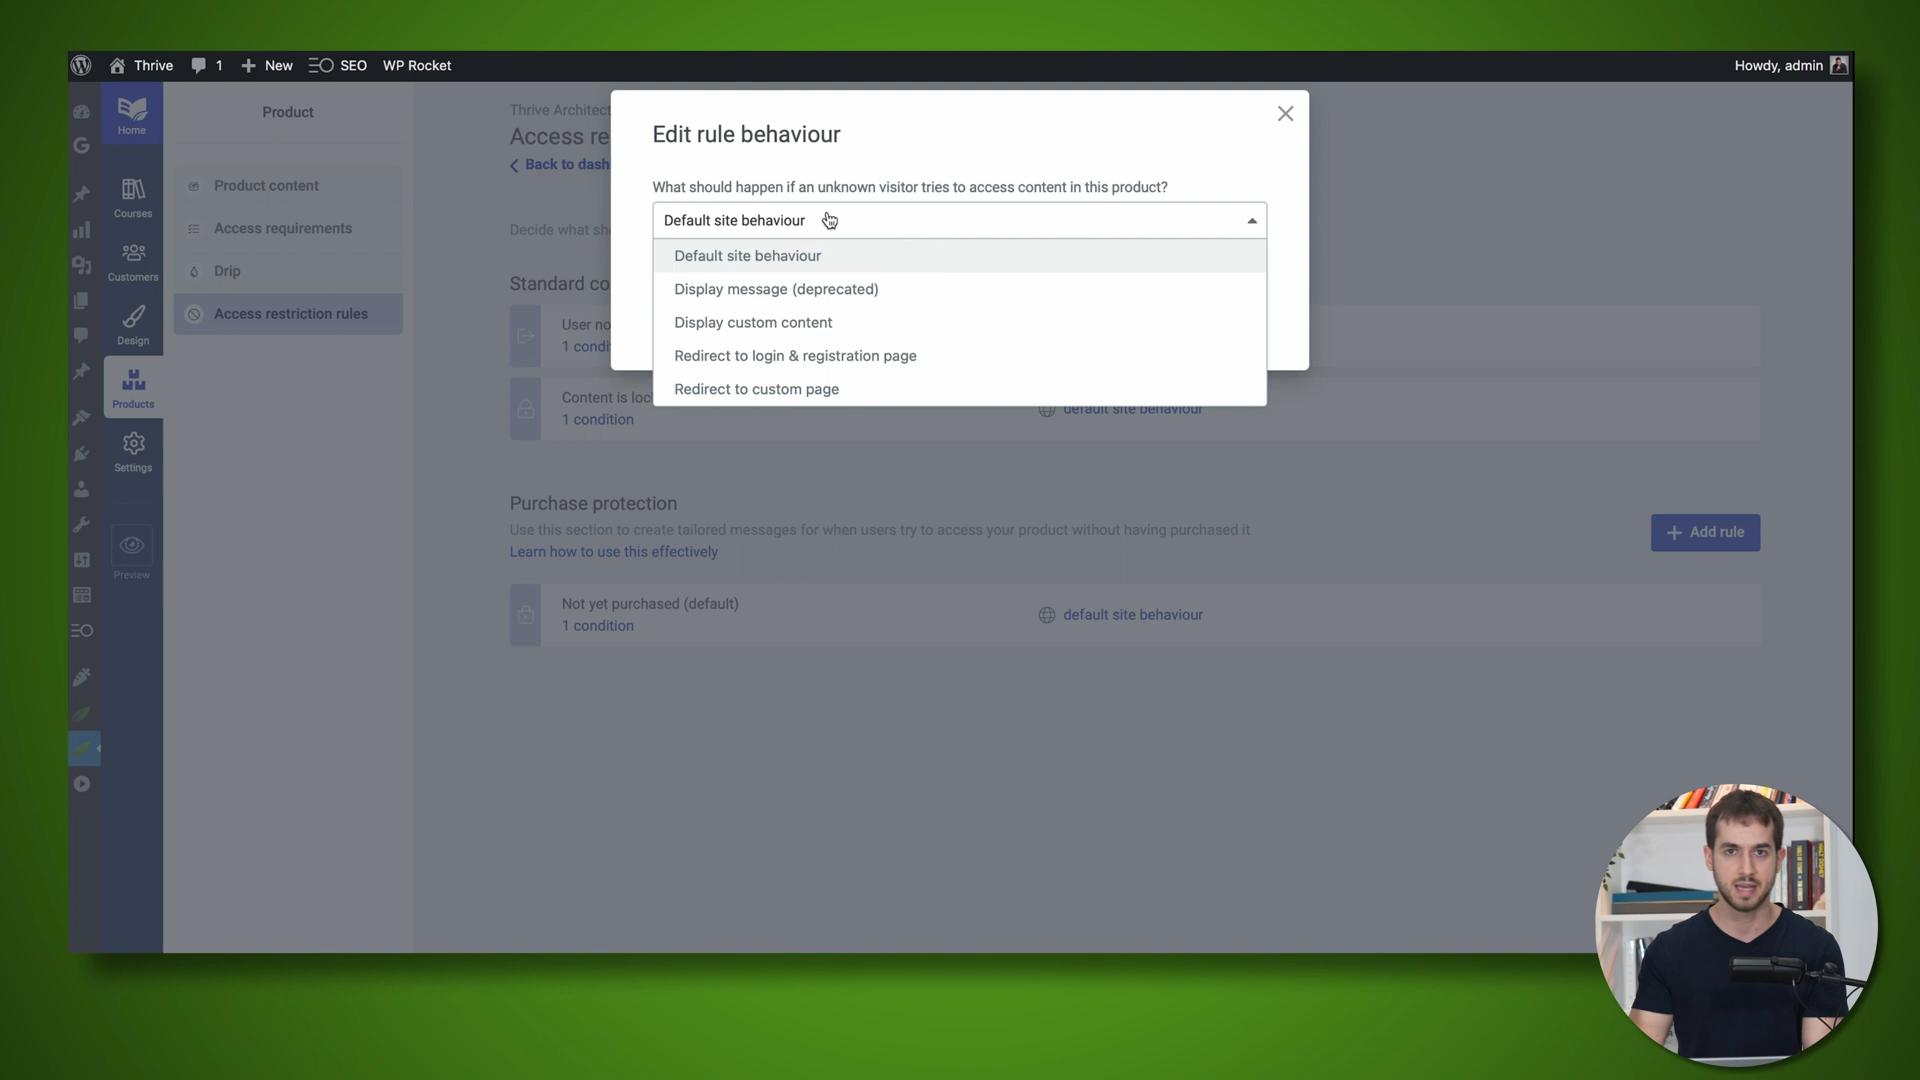 Thrive
1
New
SEO
WP Rocket
Howdy, admin
Home
Courses
Customers
Design
Products
Settings
Preview
Product
Product content
Access requirements
Drip
Access restriction rules
Thrive Architect
Access re
Back to dash
Decide what sh
Standard co
User no
1 condi
Content is loc
1 condition
default site behaviour
Edit rule behaviour
What should happen if an unknown visitor tries to access content in this product?
Default site behaviour
Default site behaviour
Display message (deprecated)
Display custom content
Redirect to login & registration page
Redirect to custom page
Purchase protection
Use this section to create tailored messages for when users try to access your product without having purchased it
Learn how to use this effectively
Add rule
Not yet purchased (default)
1 condition
default site behaviour